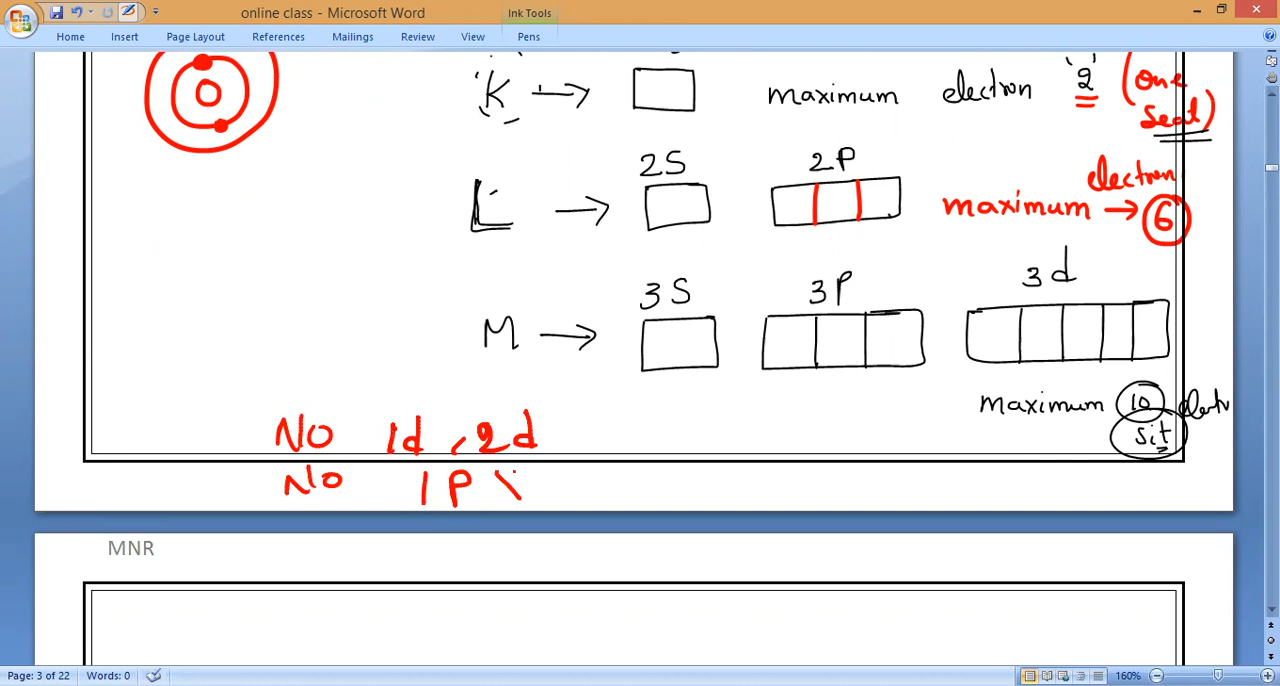 online class - Microsoft Word
Ink Tools
Home Insert Page Layout References Mailings Review View Pens
'K' → maximum electron '2' (one seat)
2S 2P
L → maximum → 6 electron
3S 3P 3d
M →
maximum 10 electr
Sit
NO 1d, 2d
No 1P
MNR
Page: 3 of 22 Words: 0 160%